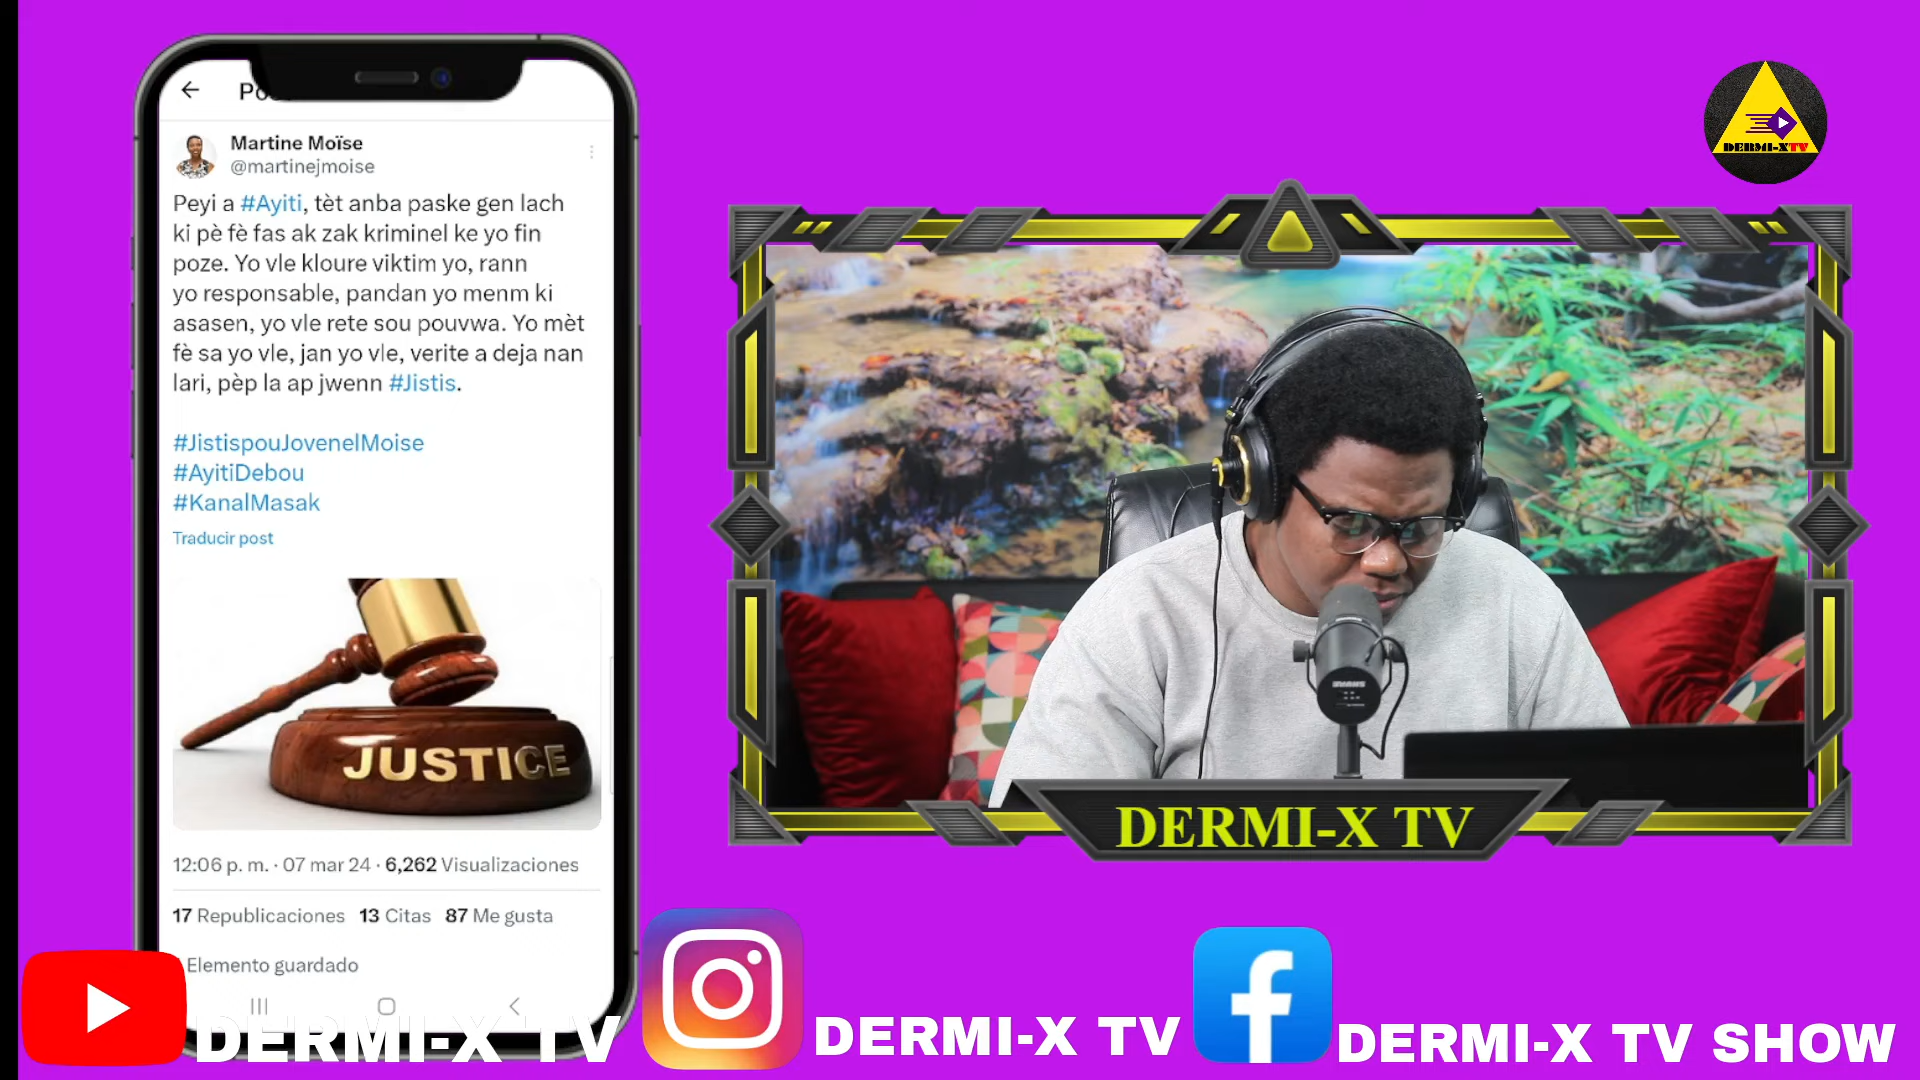 Martine Moïse
@martinejmoise
Peyi a #Ayiti, tèt anba paske gen lach
ki pè fè fas ak zak kriminel ke yo fin
poze. Yo vle kloure viktim yo, rann
yo responsable, pandan yo menm ki
asasen, yo vle rete sou pouvwa. Yo mèt
fè sa yo vle, jan yo vle, verite a deja nan
lari, pèp la ap jwenn #Jistis.
#JistispouJovenelMoise
#AyitiDebou
#KanalMasak
Traducir post
JUSTICE
12:06 p. m. · 07 mar 24 · 6,262 Visualizaciones
17 Republicaciones 13 Citas 87 Me gusta
Elemento guardado
DERMI-XTV
DERMI-X TV
DERMI-X TV
DERMI-X TV
DERMI-X TV SHOW